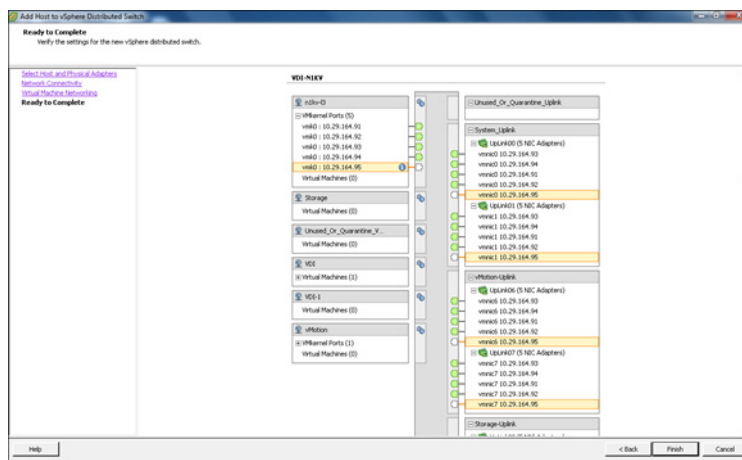 Add Host to vSphere Distributed Switch
Ready to Complete
Verify the settings for the new vSphere distributed switch.
Select Host and Physical Adapters
Network Connectivity
Virtual Machine Networking
Ready to Complete
VDI-N1KV
n1kv-l3
VMkernel Ports (5)
vmk0 : 10.29.164.91
vmk0 : 10.29.164.92
vmk0 : 10.29.164.93
vmk0 : 10.29.164.94
vmk0 : 10.29.164.95
Virtual Machines (0)
Storage
Virtual Machines (0)
Unused_Or_Quarantine_V...
Virtual Machines (0)
VDI
Virtual Machines (1)
VDI-1
Virtual Machines (0)
vMotion
VMkernel Ports (1)
Virtual Machines (0)
Unused_Or_Quarantine_Uplink
System_Uplink
UpLink00 (5 NIC Adapters)
vmnic0 10.29.164.93
vmnic0 10.29.164.94
vmnic0 10.29.164.91
vmnic0 10.29.164.92
vmnic0 10.29.164.95
UpLink01 (5 NIC Adapters)
vmnic1 10.29.164.93
vmnic1 10.29.164.94
vmnic1 10.29.164.91
vmnic1 10.29.164.92
vmnic1 10.29.164.95
vMotion-Uplink
UpLink06 (5 NIC Adapters)
vmnic6 10.29.164.93
vmnic6 10.29.164.94
vmnic6 10.29.164.91
vmnic6 10.29.164.92
vmnic6 10.29.164.95
UpLink07 (5 NIC Adapters)
vmnic7 10.29.164.93
vmnic7 10.29.164.94
vmnic7 10.29.164.91
vmnic7 10.29.164.92
vmnic7 10.29.164.95
Storage-Uplink
Help
< Back
Finish
Cancel